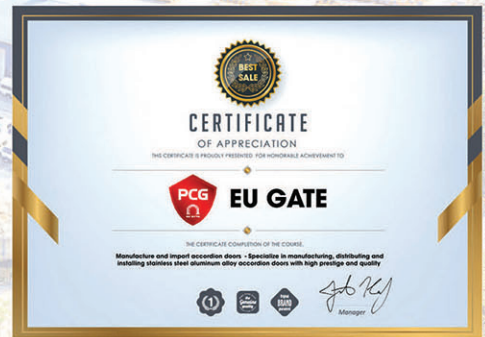 BEST
SALE
CERTIFICATE
OF APPRECIATION
THIS CERTIFICATE IS PROUDLY PRESENTED FOR HONORABLE ACHIEVEMENT TO
PCG
EU GATE
THE CERTIFICATE COMPLETION OF THE COURSE.
Manufacture and import accordion doors - Specialize in manufacturing, distributing and
installing stainless steel aluminum alloy accordion doors with high prestige and quality
1
BRAND
Manager